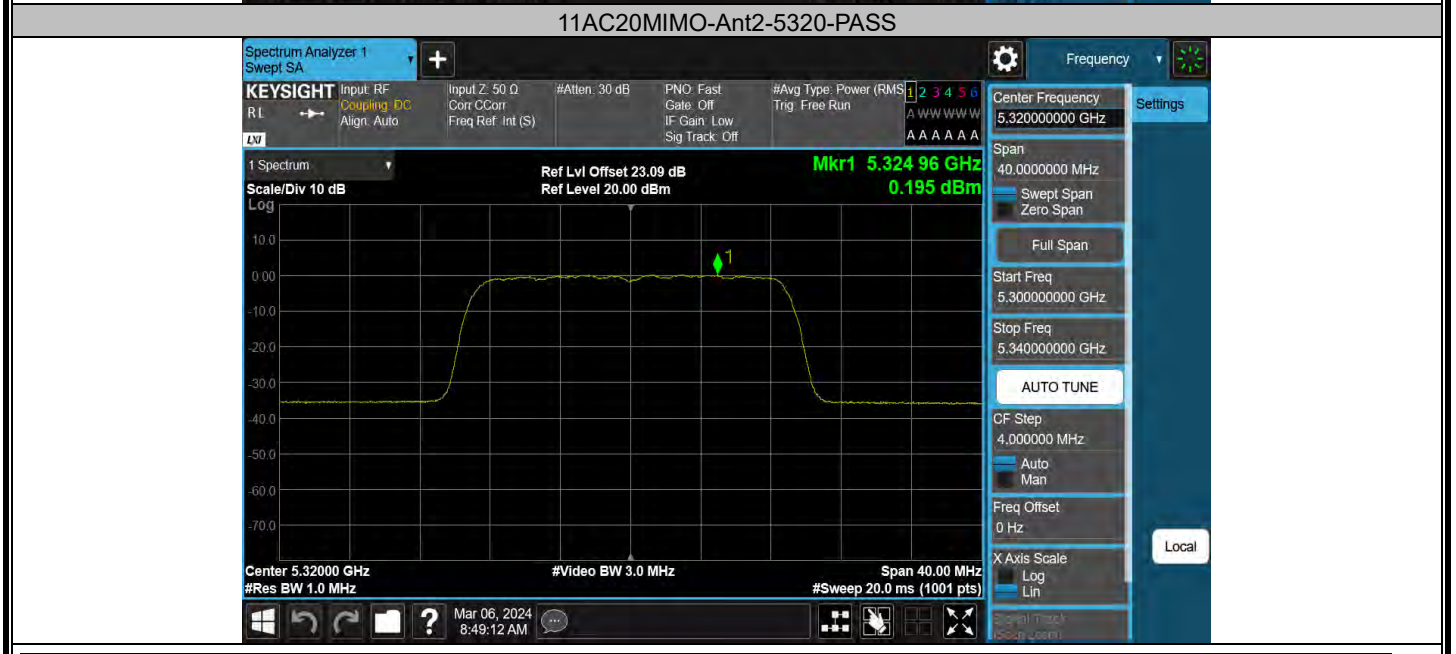 11AC20MIMO-Ant2-5320-PASS
Spectrum Analyzer 1
Swept SA
+
Frequency
KEYSIGHT
RL
LXI
Input: RF
Coupling: DC
Align: Auto
Input Z: 50 Ω
Corr CCorr
Freq Ref: Int (S)
#Atten: 30 dB
PNO: Fast
Gate: Off
IF Gain: Low
Sig Track: Off
#Avg Type: Power (RMS
Trig: Free Run
1 2 3 4 5 6
A W W W W W
A A A A A A
1 Spectrum
Scale/Div 10 dB
Log
Ref Lvl Offset 23.09 dB
Ref Level 20.00 dBm
Mkr1 5.324 96 GHz
0.195 dBm
1
10.0
0.00
-10.0
-20.0
-30.0
-40.0
-50.0
-60.0
-70.0
Center 5.32000 GHz
#Res BW 1.0 MHz
#Video BW 3.0 MHz
Span 40.00 MHz
#Sweep 20.0 ms (1001 pts)
?
Mar 06, 2024
8:49:12 AM
Center Frequency
5.320000000 GHz
Span
40.0000000 MHz
Swept Span
Zero Span
Full Span
Start Freq
5.300000000 GHz
Stop Freq
5.340000000 GHz
AUTO TUNE
CF Step
4.000000 MHz
Auto
Man
Freq Offset
0 Hz
X Axis Scale
Log
Lin
Signal Track
(Span Zoom)
Settings
Local